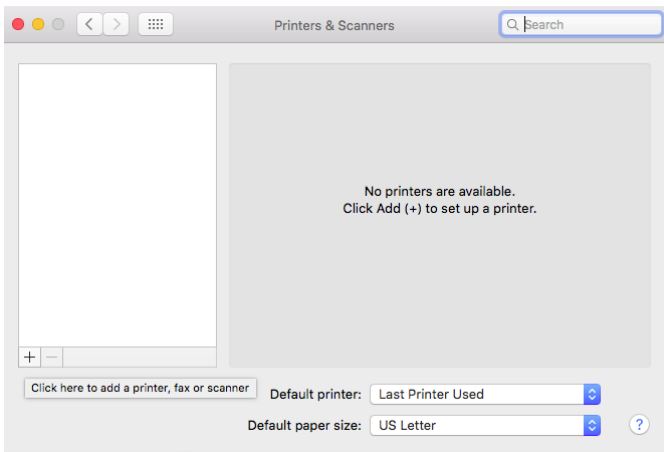 Printers & Scanners
Search
No printers are available.
Click Add (+) to set up a printer.
+ −
Click here to add a printer, fax or scanner
Default printer: Last Printer Used
Default paper size: US Letter
?